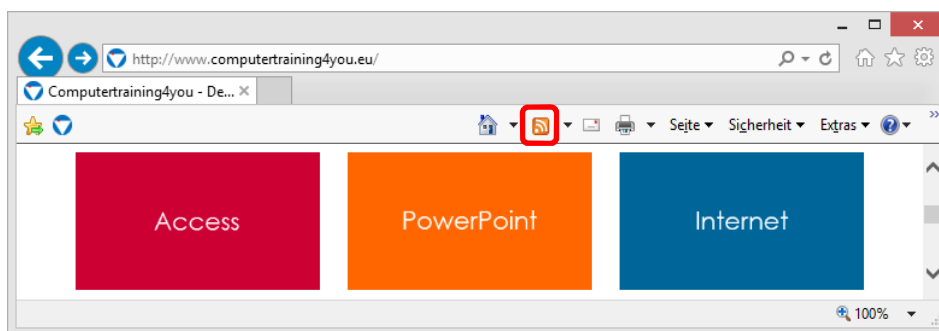 http://www.computertraining4you.eu/
Computertraining4you - De...
Seite Sicherheit Extras
Access PowerPoint Internet
100%